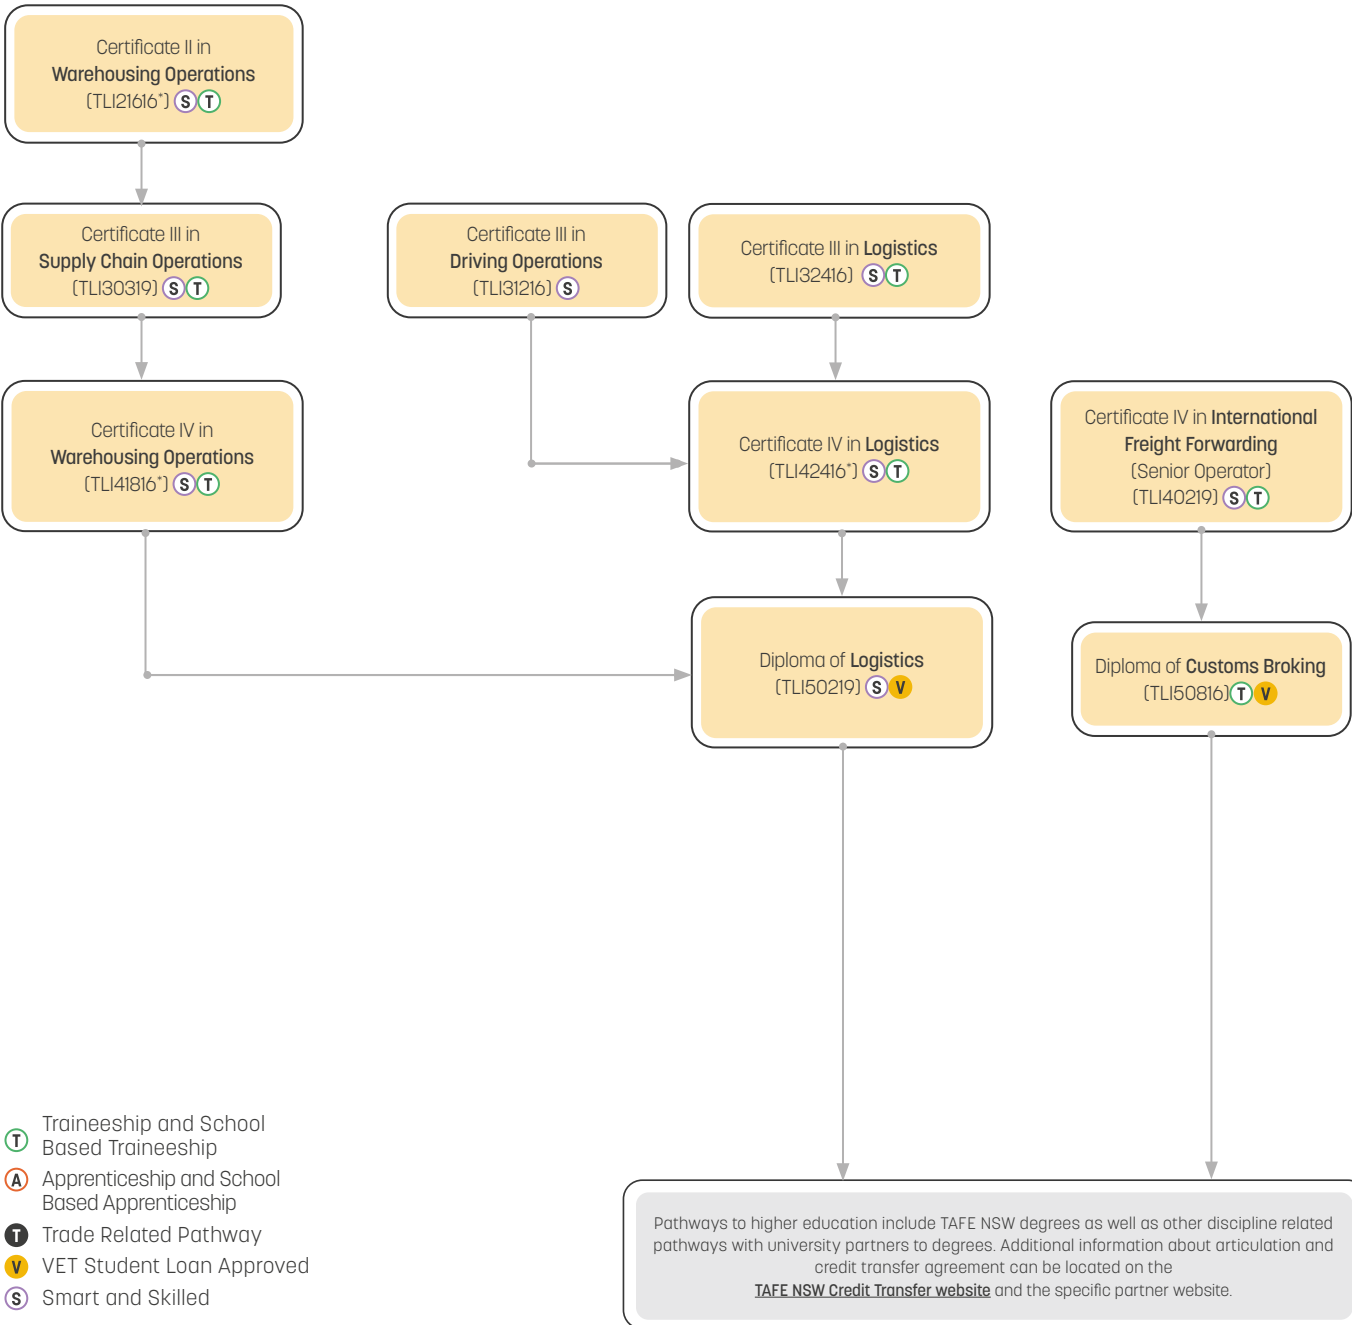 Certificate II in
Warehousing Operations
(TLI21616*) S T
Certificate III in
Supply Chain Operations
(TLI30319) S T
Certificate III in
Driving Operations
(TLI31216) S
Certificate III in Logistics
(TLI32416) S T
Certificate IV in
Warehousing Operations
(TLI41816*) S T
Certificate IV in Logistics
(TLI42416*) S T
Certificate IV in International
Freight Forwarding
(Senior Operator)
(TLI40219) S T
Diploma of Logistics
(TLI50219) S V
Diploma of Customs Broking
(TLI50816) T V
T Traineeship and School
Based Traineeship
A Apprenticeship and School
Based Apprenticeship
T Trade Related Pathway
V VET Student Loan Approved
S Smart and Skilled
Pathways to higher education include TAFE NSW degrees as well as other discipline related
pathways with university partners to degrees. Additional information about articulation and
credit transfer agreement can be located on the
TAFE NSW Credit Transfer website and the specific partner website.